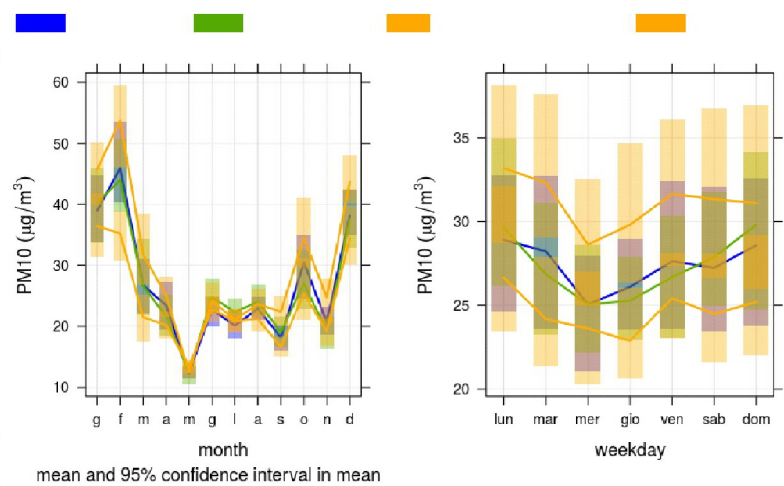 60
50
40
30
20
10
PM10 (μg/m³)
g f m a m g l a s o n d
month
mean and 95% confidence interval in mean
35
30
25
20
PM10 (μg/m³)
lun mar mer gio ven sab dom
weekday